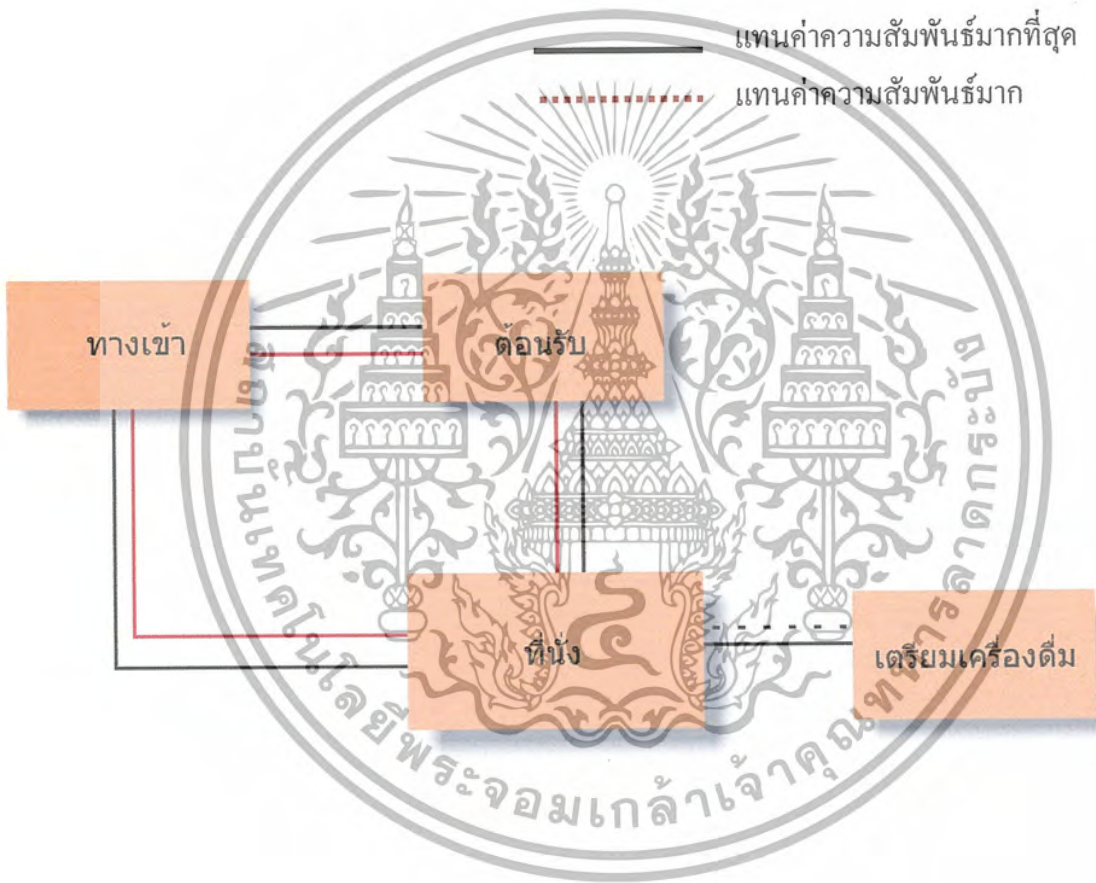 แทนค่าความสัมพันธ์มากที่สุด
แทนค่าความสัมพันธ์มาก
ทางเข้า
ต้อนรับ
ที่นั่ง
เตรียมเครื่องดื่ม
สถาบันเทคโนโลยีพระจอมเกล้าเจ้าคุณทหารลาดกระบัง